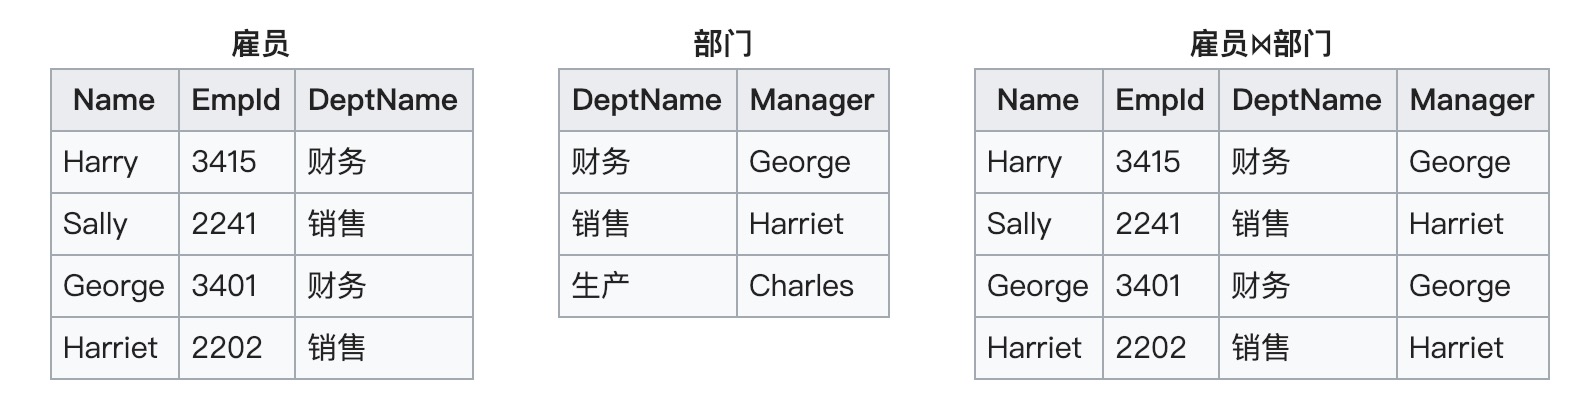 雇员 部门 雇员⋈部门
Name EmpId DeptName DeptName Manager Name EmpId DeptName Manager
Harry 3415 财务 财务 George Harry 3415 财务 George
Sally 2241 销售 销售 Harriet Sally 2241 销售 Harriet
George 3401 财务 生产 Charles George 3401 财务 George
Harriet 2202 销售 Harriet 2202 销售 Harriet